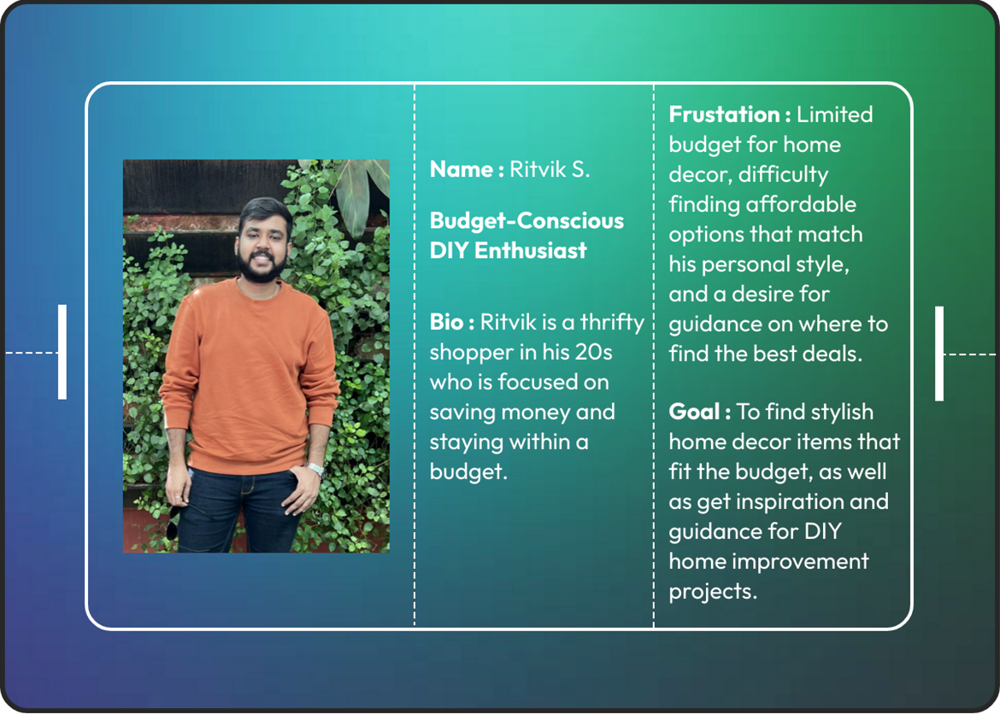 Name : Ritvik S.
Budget-Conscious
DIY Enthusiast
Bio : Ritvik is a thrifty
shopper in his 20s
who is focused on
saving money and
staying within a
budget.
Frustation : Limited
budget for home
decor, difficulty
finding affordable
options that match
his personal style,
and a desire for
guidance on where to
find the best deals.
Goal : To find stylish
home decor items that
fit the budget, as well
as get inspiration and
guidance for DIY
home improvement
projects.